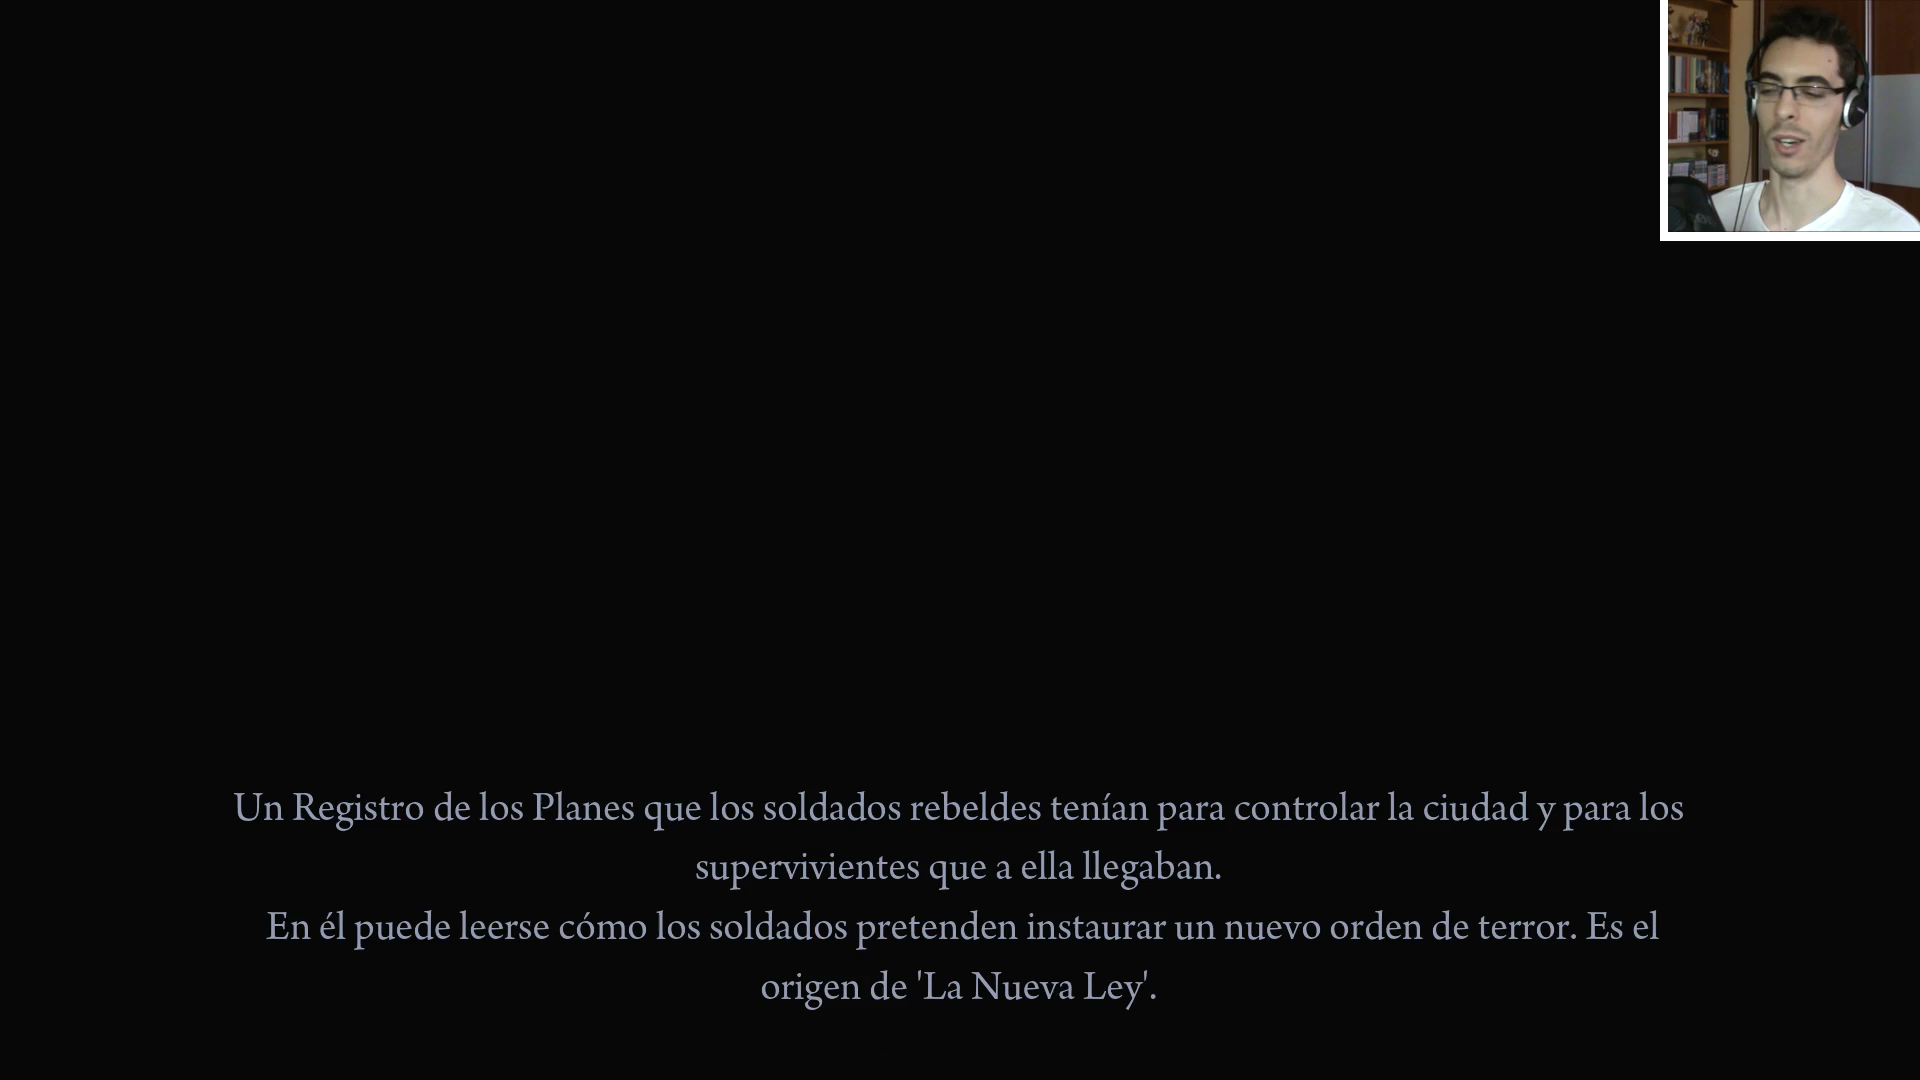 Un Registro de los Planes que los soldados rebeldes tenían para controlar la ciudad y para los
supervivientes que a ella llegaban.
En él puede leerse cómo los soldados pretenden instaurar un nuevo orden de terror. Es el
origen de 'La Nueva Ley'.